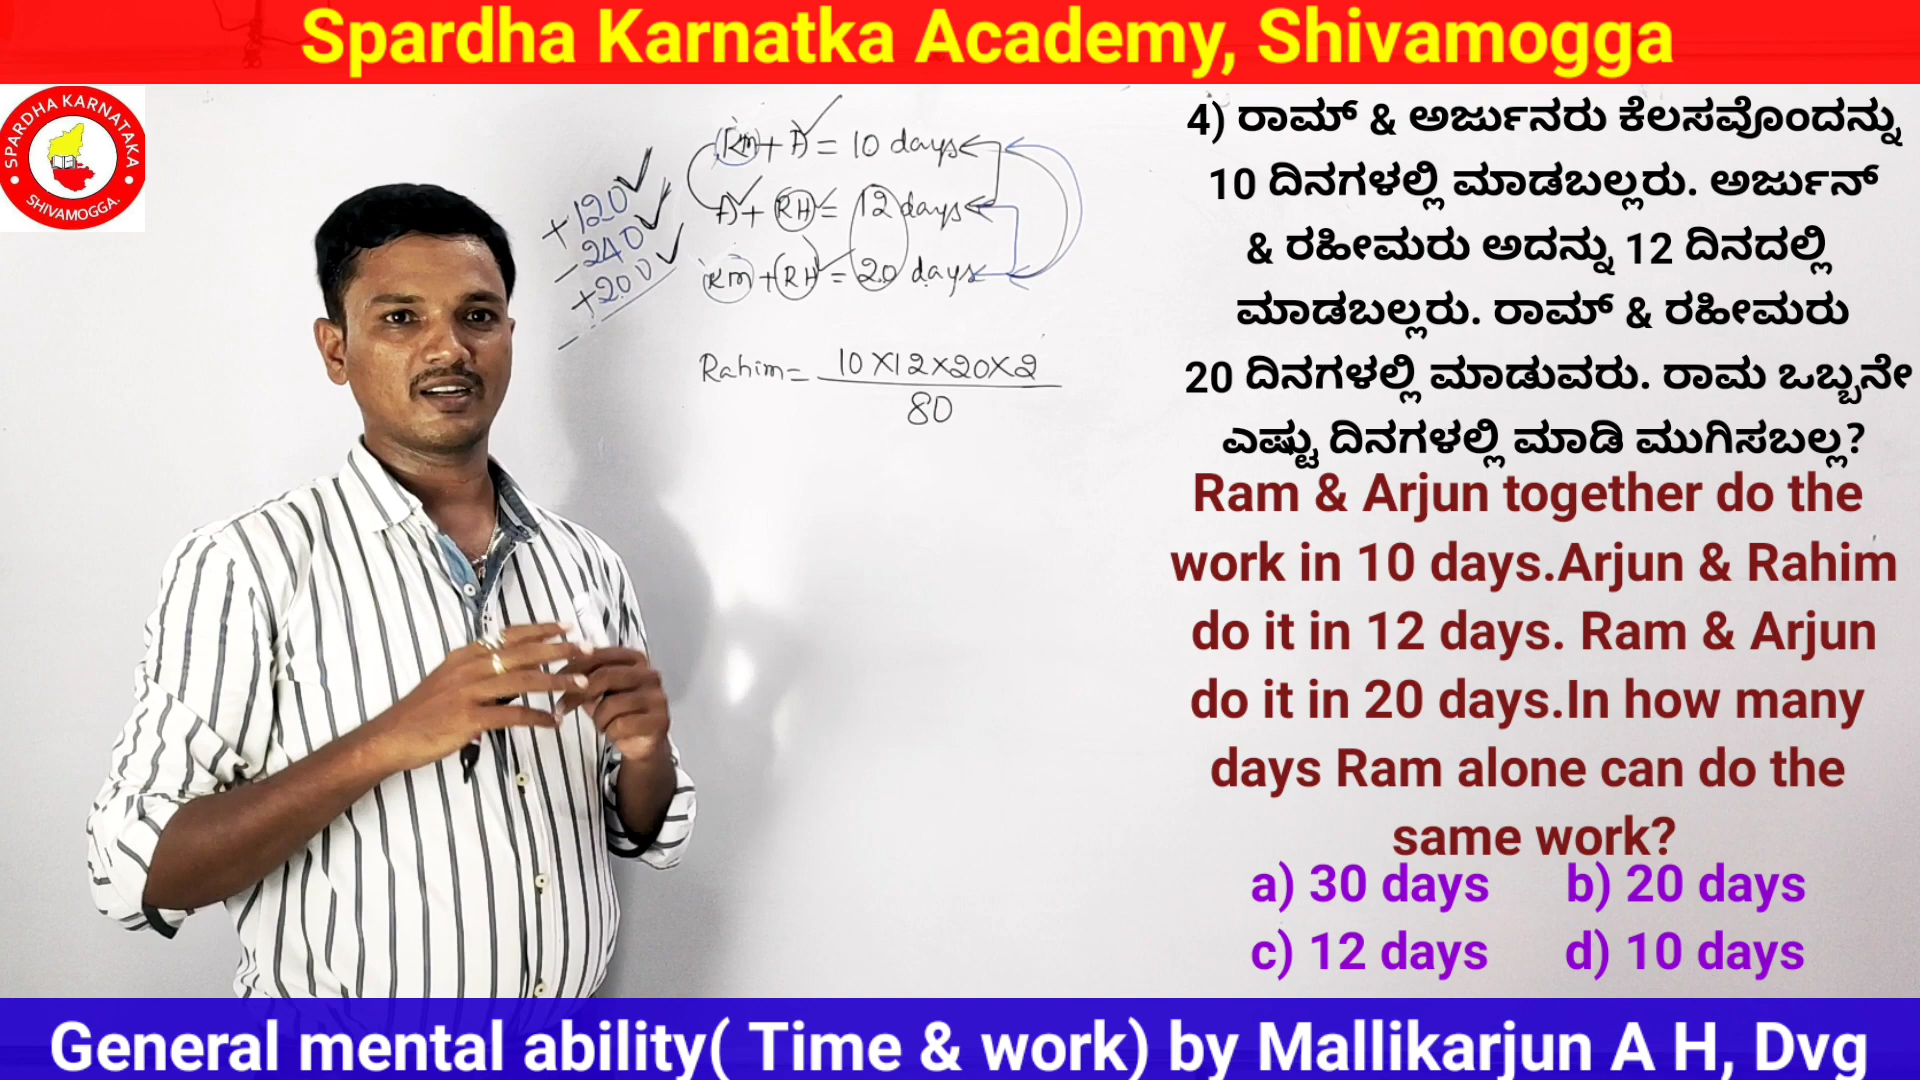 Spardha Karnatka Academy, Shivamogga
SPARDHA KARNATAKA
SHIVAMOGGA.
(Rm) + A = 10 days
A + (RH) = 12 days
(Rm) + (RH) = 20 days
+120
-240
+200
Rahim = 10×12×20×2
80
4) ರಾಮ್ & ಅರ್ಜುನರು ಕೆಲಸವೊಂದನ್ನು
10 ದಿನಗಳಲ್ಲಿ ಮಾಡಬಲ್ಲರು. ಅರ್ಜುನ್
& ರಹೀಮರು ಅದನ್ನು 12 ದಿನದಲ್ಲಿ
ಮಾಡಬಲ್ಲರು. ರಾಮ್ & ರಹೀಮರು
20 ದಿನಗಳಲ್ಲಿ ಮಾಡುವರು. ರಾಮ ಒಬ್ಬನೇ
ಎಷ್ಟು ದಿನಗಳಲ್ಲಿ ಮಾಡಿ ಮುಗಿಸಬಲ್ಲ?
Ram & Arjun together do the
work in 10 days.Arjun & Rahim
do it in 12 days. Ram & Arjun
do it in 20 days.In how many
days Ram alone can do the
same work?
a) 30 days b) 20 days
c) 12 days d) 10 days
General mental ability( Time & work) by Mallikarjun A H, Dvg